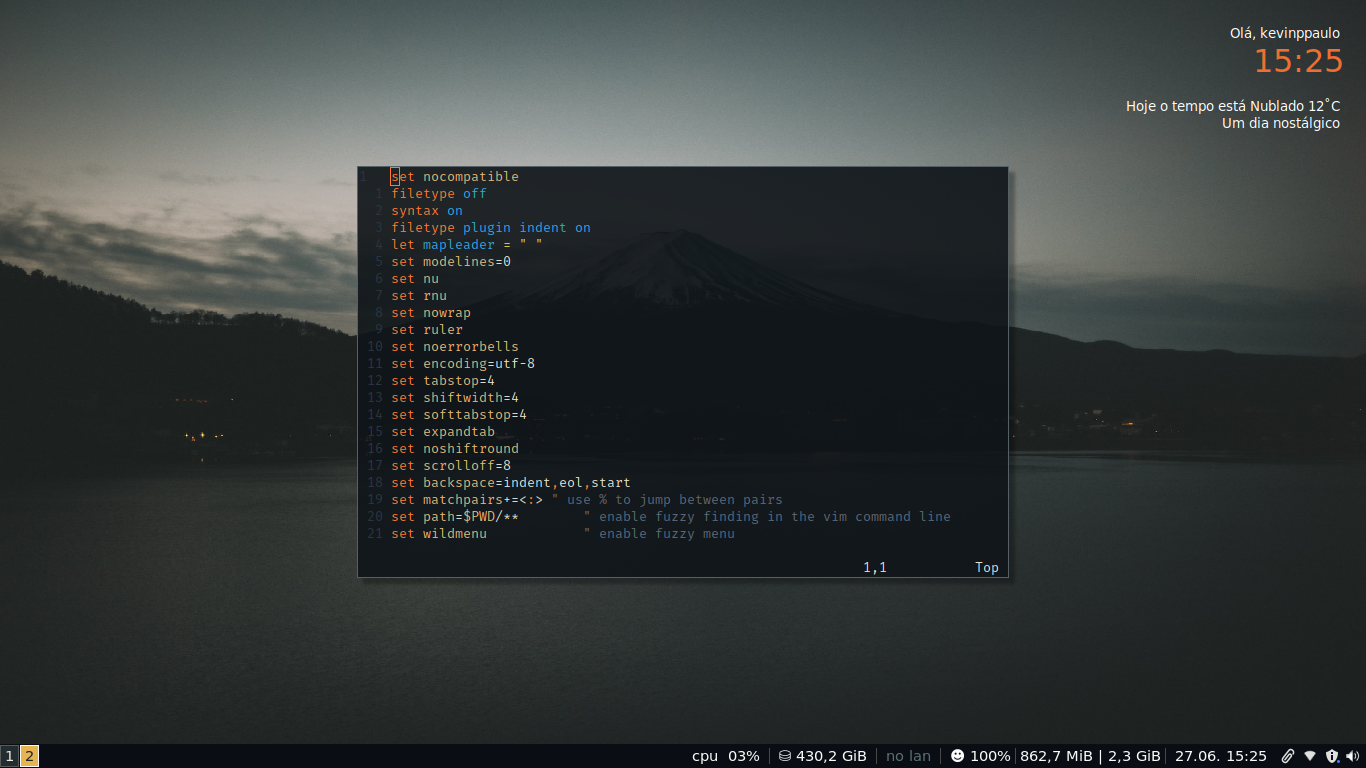 Olá, kevinppaulo
15:25
Hoje o tempo está Nublado 12°C
Um dia nostálgico
1 set nocompatible
1 filetype off
2 syntax on
3 filetype plugin indent on
4 let mapleader = " "
5 set modelines=0
6 set nu
7 set rnu
8 set nowrap
9 set ruler
10 set noerrorbells
11 set encoding=utf-8
12 set tabstop=4
13 set shiftwidth=4
14 set softtabstop=4
15 set expandtab
16 set noshiftround
17 set scrolloff=8
18 set backspace=indent,eol,start
19 set matchpairs+=<:> " use % to jump between pairs
20 set path=$PWD/** " enable fuzzy finding in the vim command line
21 set wildmenu " enable fuzzy menu
1,1 Top
1 2 cpu 03% | 430,2 GiB | no lan | 100% | 862,7 MiB | 2,3 GiB | 27.06. 15:25